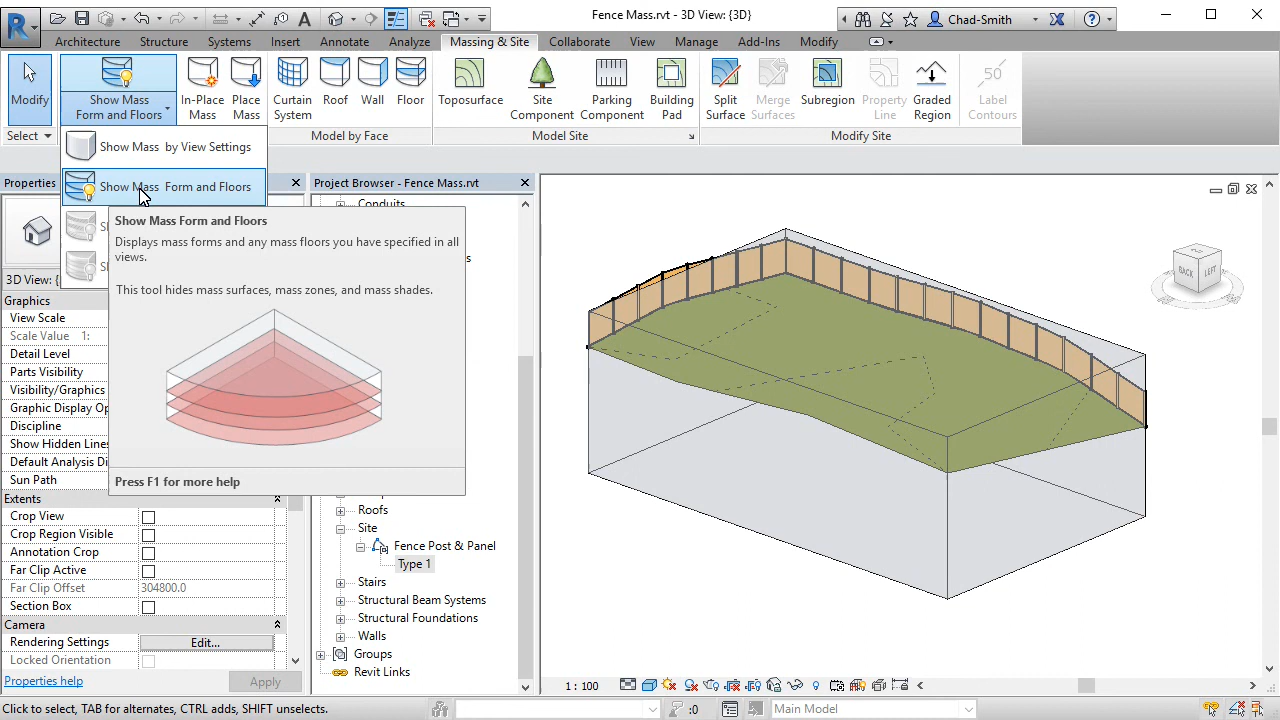 Fence Mass.rvt - 3D View: {3D}
Chad-Smith
Architecture
Structure
Systems
Insert
Annotate
Analyze
Massing & Site
Collaborate
View
Manage
Add-Ins
Modify
Modify
Show Mass
Form and Floors
In-Place
Mass
Place
Mass
Curtain
System
Roof
Wall
Floor
Toposurface
Site
Component
Parking
Component
Building
Pad
Split
Surface
Merge
Surfaces
Subregion
Property
Line
Graded
Region
50
Label
Contours
Select
Model by Face
Model Site
Modify Site
Show Mass by View Settings
Show Mass Form and Floors
Properties
Project Browser - Fence Mass.rvt
Conduits
Show Mass Form and Floors
Displays mass forms and any mass floors you have specified in all
views.
This tool hides mass surfaces, mass zones, and mass shades.
Press F1 for more help
3D View: {
Graphics
View Scale
Scale Value 1:
Detail Level
Parts Visibility
Visibility/Graphics
Graphic Display Op
Discipline
Show Hidden Lines
Default Analysis Di
Sun Path
Extents
Crop View
Crop Region Visible
Annotation Crop
Far Clip Active
Far Clip Offset
304800.0
Section Box
Camera
Rendering Settings
Edit...
Locked Orientation
Properties help
Apply
Roofs
Site
Fence Post & Panel
Type 1
Stairs
Structural Beam Systems
Structural Foundations
Walls
Groups
Revit Links
BACK
LEFT
1 : 100
Click to select, TAB for alternates, CTRL adds, SHIFT unselects.
:0
Main Model